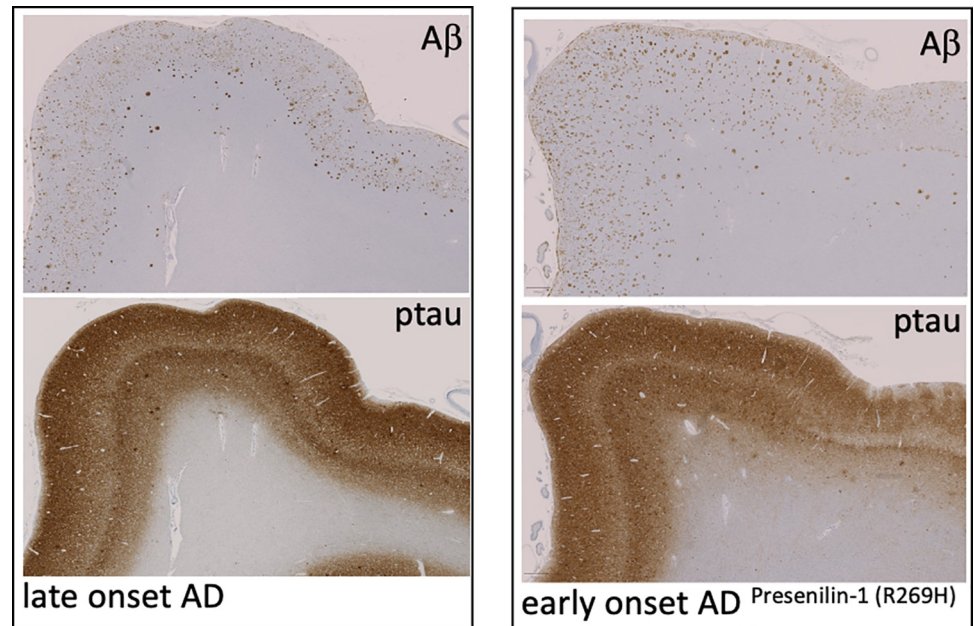 Aβ
ptau
late onset AD
Aβ
ptau
early onset AD Presenilin-1 (R269H)